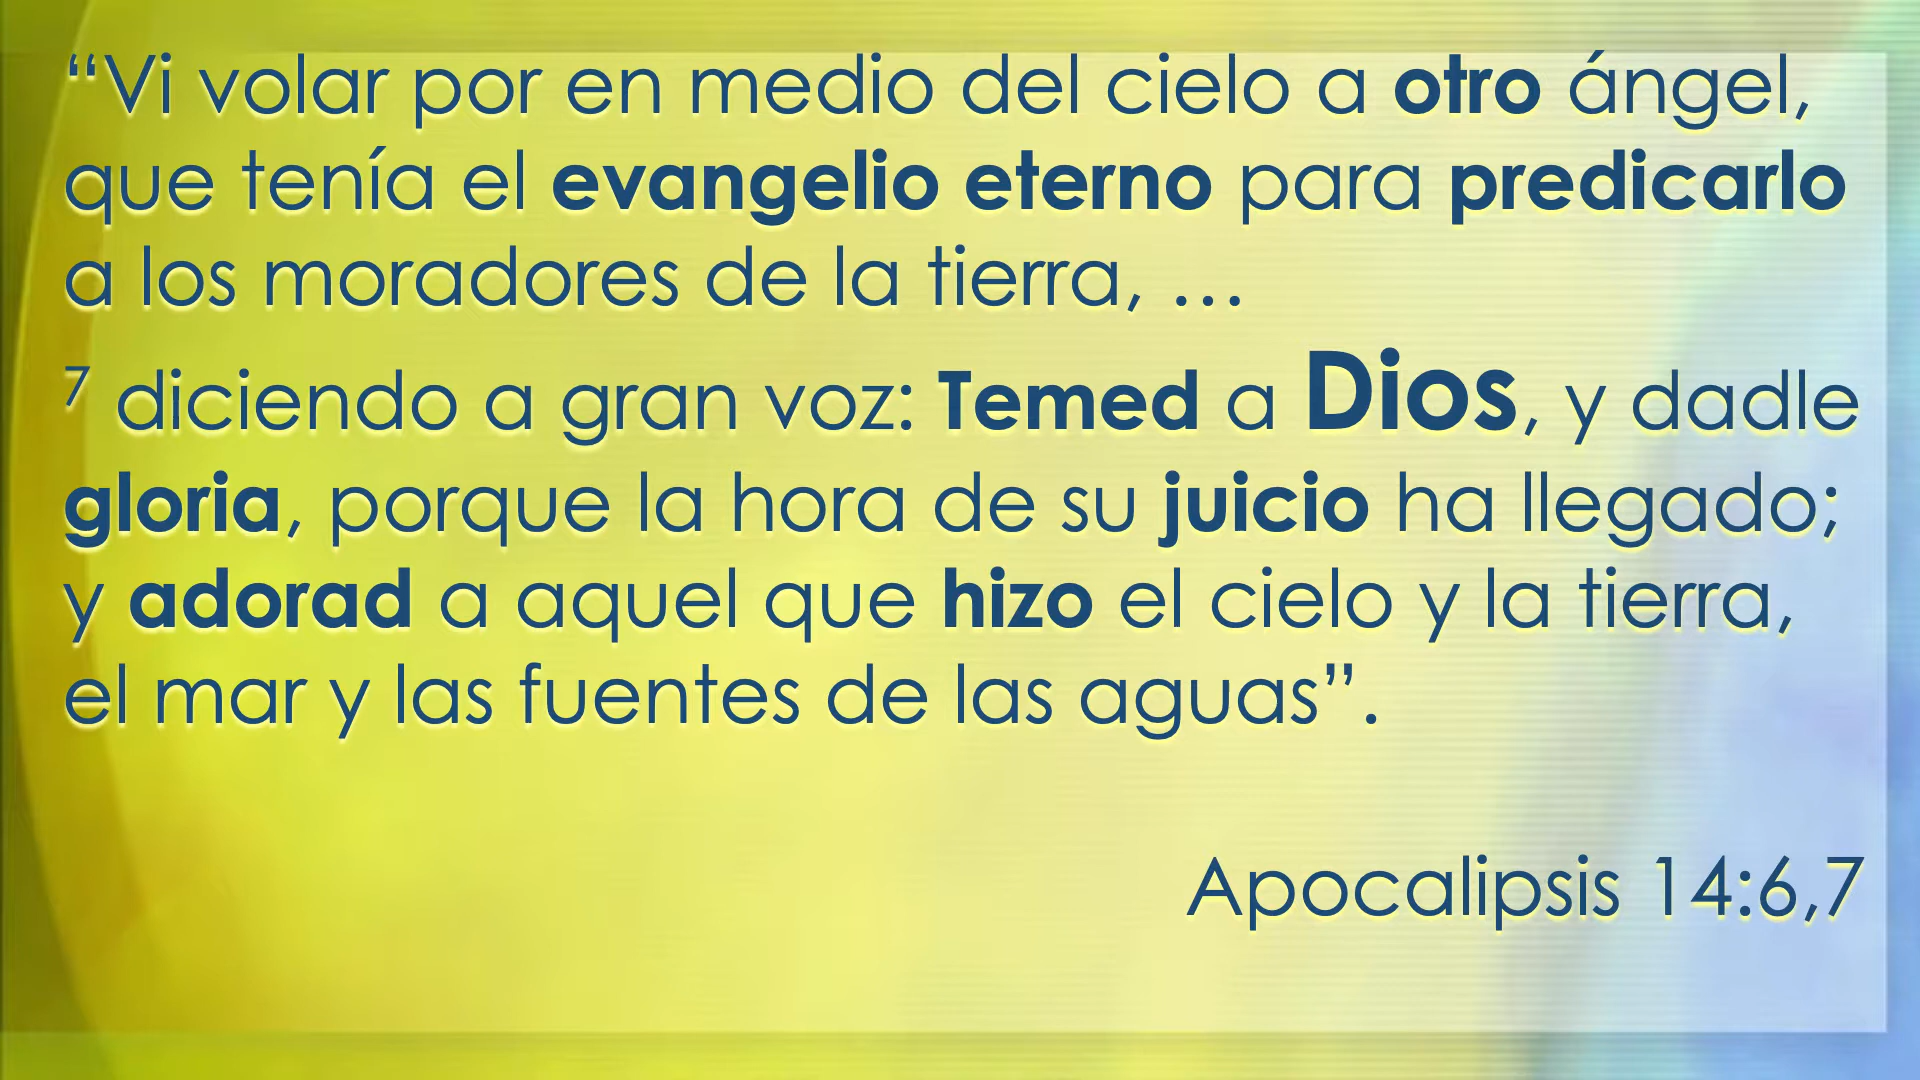 “Vi volar por en medio del cielo a otro ángel,
que tenía el evangelio eterno para predicarlo
a los moradores de la tierra, …
7 diciendo a gran voz: Temed a Dios, y dadle
gloria, porque la hora de su juicio ha llegado;
y adorad a aquel que hizo el cielo y la tierra,
el mar y las fuentes de las aguas”.
Apocalipsis 14:6,7